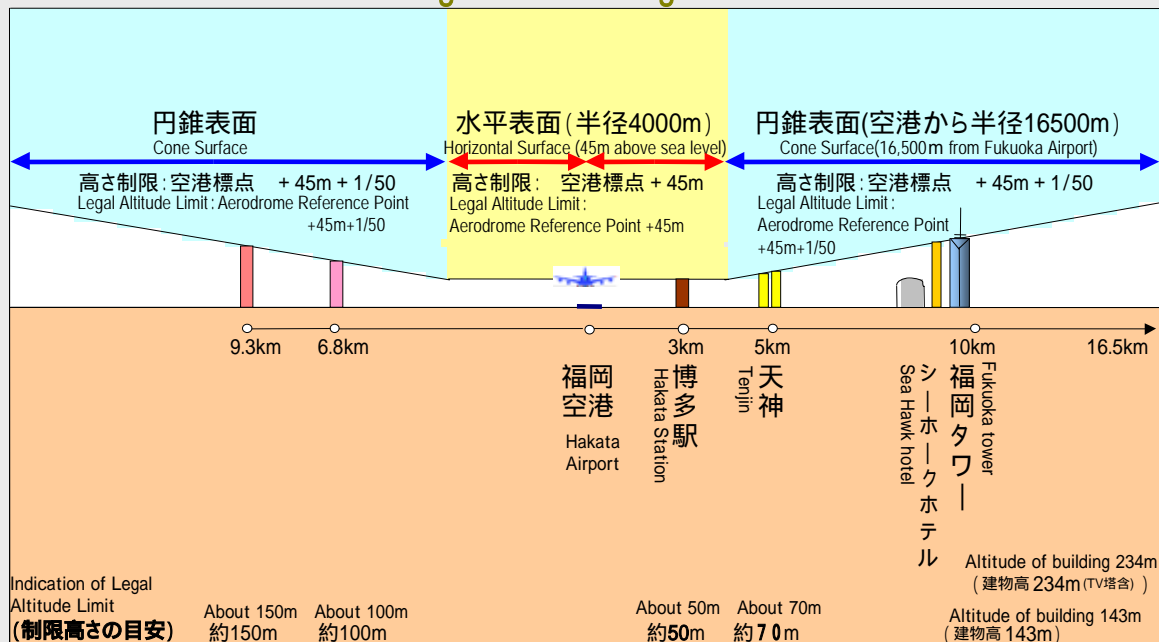 円錐表面
Cone Surface
水平表面(半径4000m)
Horizontal Surface (45m above sea level)
円錐表面(空港から半径16500m)
Cone Surface(16,500m from Fukuoka Airport)
高さ制限:空港標点 +45m+1/50
Legal Altitude Limit:Aerodrome Reference Point
+45m+1/50
高さ制限: 空港標点+45m
Legal Altitude Limit:
Aerodrome Reference Point +45m
高さ制限:空港標点 +45m+1/50
Legal Altitude Limit:
Aerodrome Reference Point
+45m+1/50
9.3km
6.8km
3km
5km
10km
16.5km
福岡
空港
Hakata
Airport
博多駅
Hakata Station
天神
Tenjin
シーホークホテル
Sea Hawk hotel
福岡タワー
Fukuoka tower
Altitude of building 234m
(建物高234m(TV塔含))
Indication of Legal
Altitude Limit
(制限高さの目安)
About 150m
約150m
About 100m
約100m
About 50m
約50m
About 70m
約70m
Altitude of building 143m
(建物高143m)